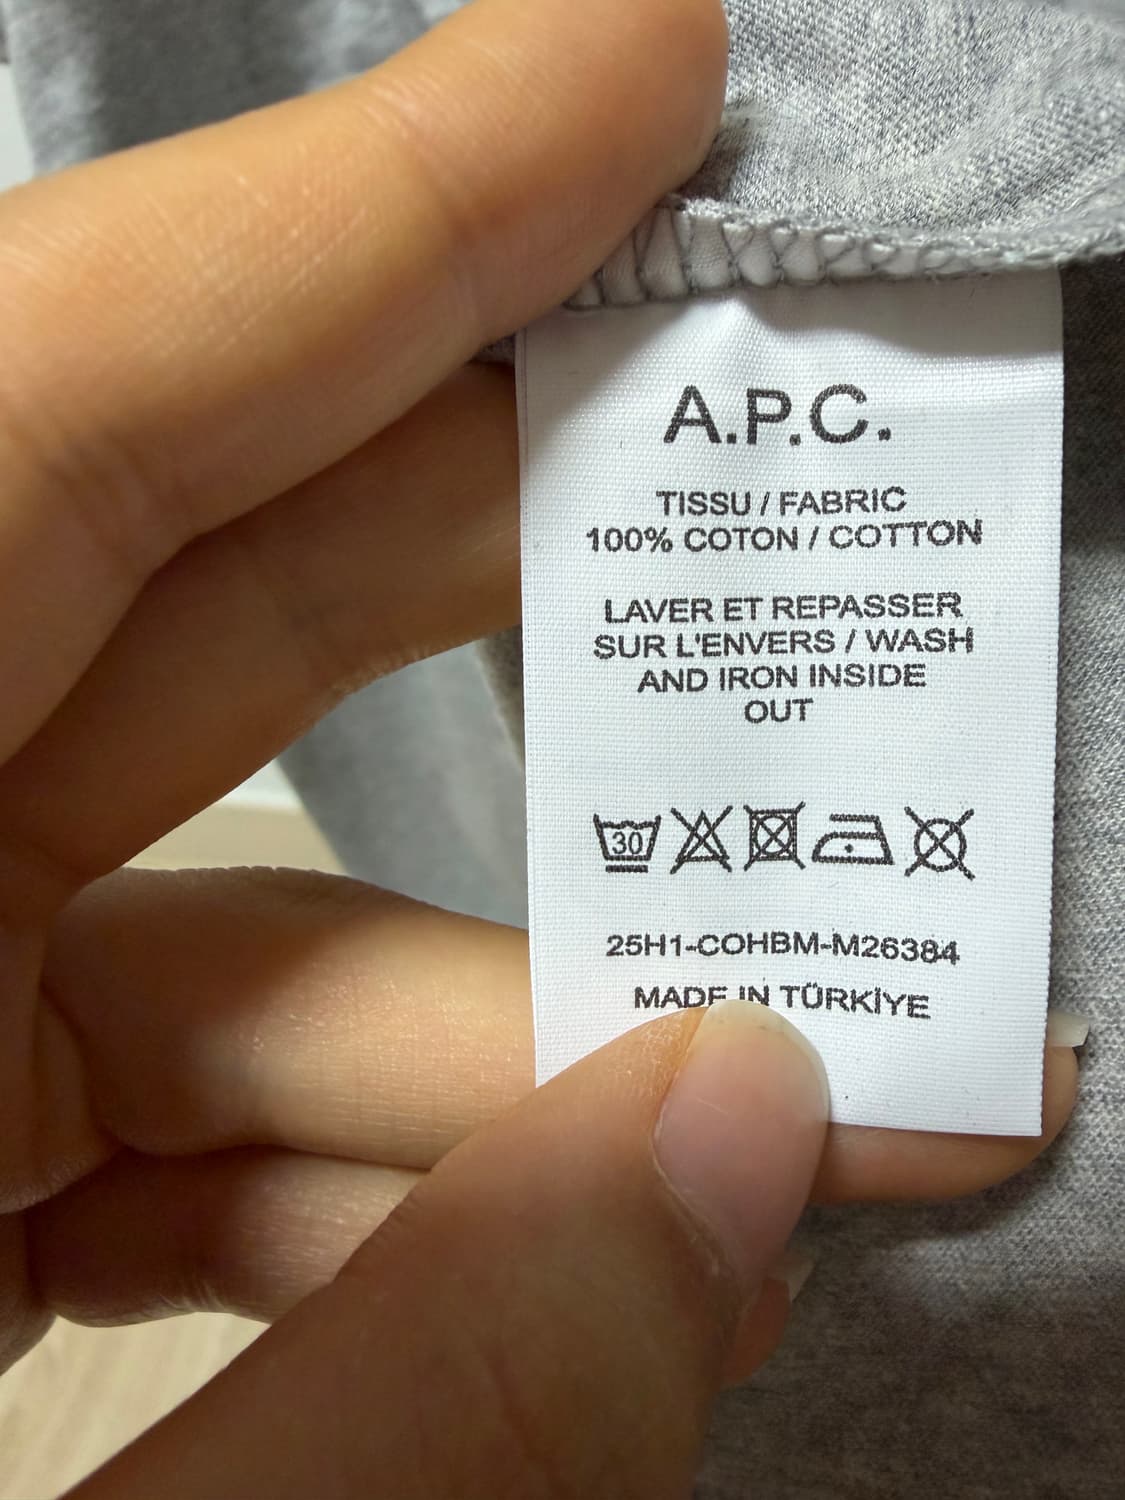 A.P.C.
TISSU / FABRIC
100% COTON / COTTON
LAVER ET REPASSER
SUR L'ENVERS / WASH
AND IRON INSIDE
OUT
30
25H1-COHBM-M26384
MADE IN TÜRKİYE